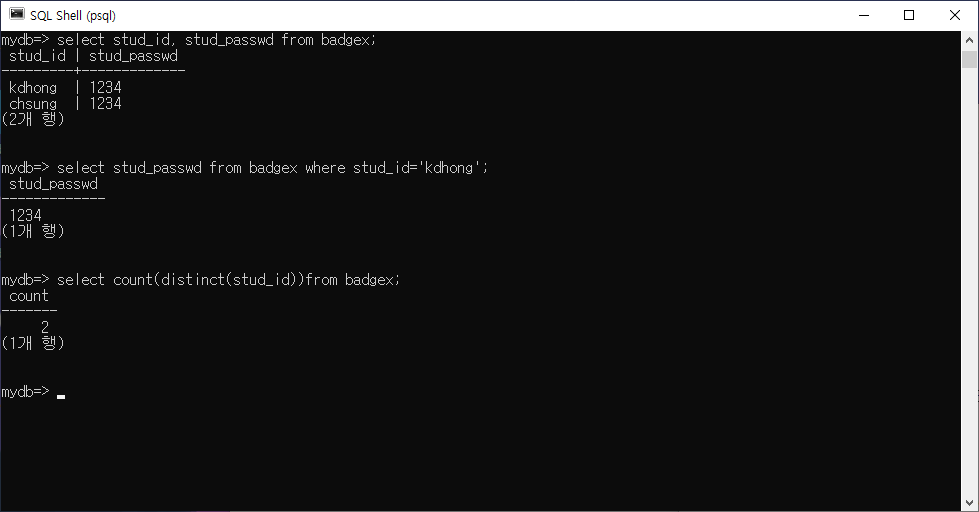 SQL Shell (psql)
mydb=> select stud_id, stud_passwd from badgex;
 stud_id | stud_passwd
---------+-------------
 kdhong  | 1234
 chsung  | 1234
(2개 행)
mydb=> select stud_passwd from badgex where stud_id='kdhong';
 stud_passwd
-------------
 1234
(1개 행)
mydb=> select count(distinct(stud_id))from badgex;
 count
-------
     2
(1개 행)
mydb=>